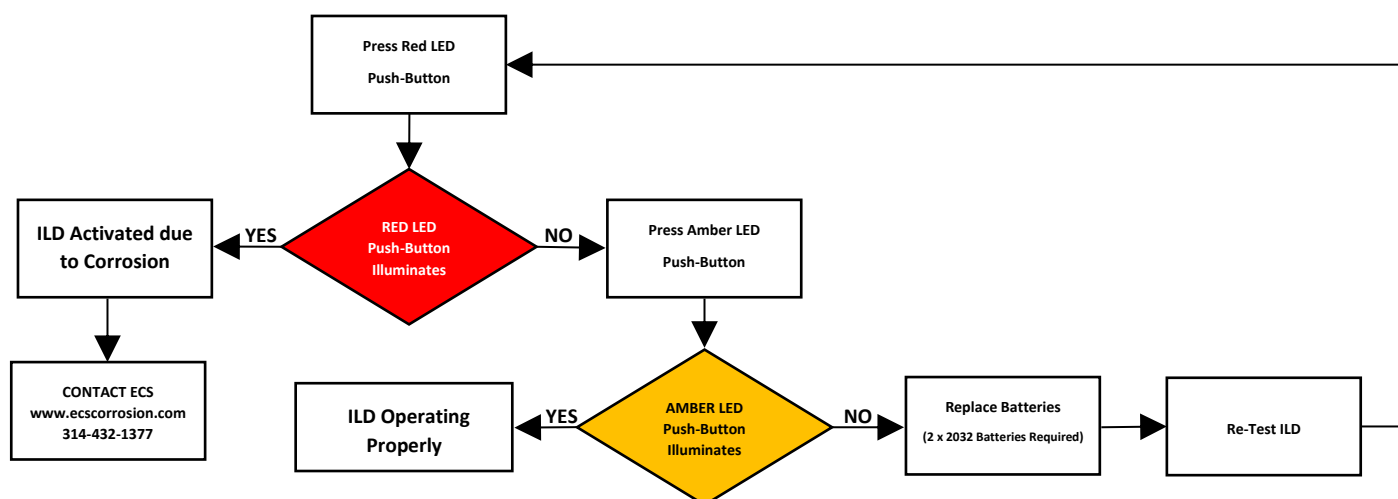 Press Red LED
Push-Button
RED LED
Push-Button
Illuminates
YES
NO
ILD Activated due
to Corrosion
Press Amber LED
Push-Button
CONTACT ECS
www.ecscorrosion.com
314-432-1377
ILD Operating
Properly
YES
AMBER LED
Push-Button
Illuminates
NO
Replace Batteries
(2 x 2032 Batteries Required)
Re-Test ILD